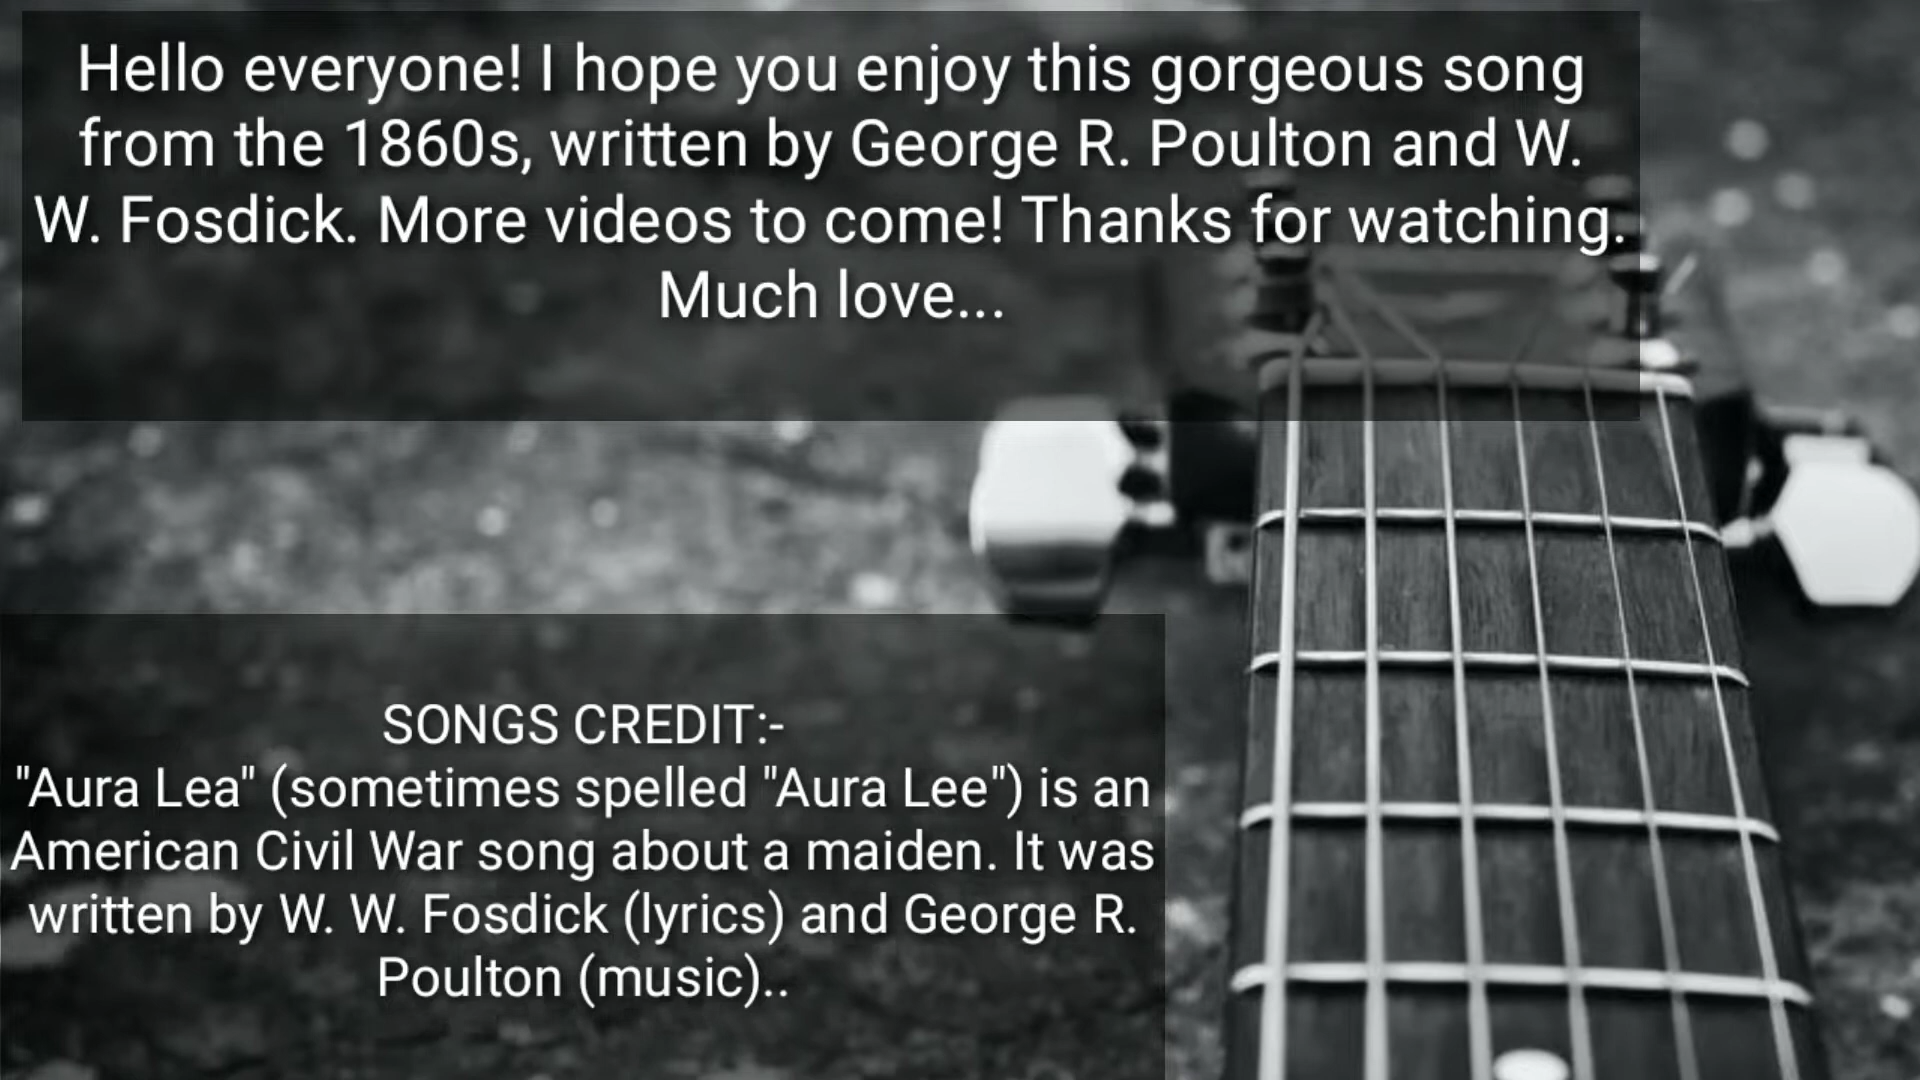 Hello everyone! I hope you enjoy this gorgeous song
from the 1860s, written by George R. Poulton and W.
W. Fosdick. More videos to come! Thanks for watching.
Much love...
SONGS CREDIT:-
"Aura Lea" (sometimes spelled "Aura Lee") is an
American Civil War song about a maiden. It was
written by W. W. Fosdick (lyrics) and George R.
Poulton (music)..